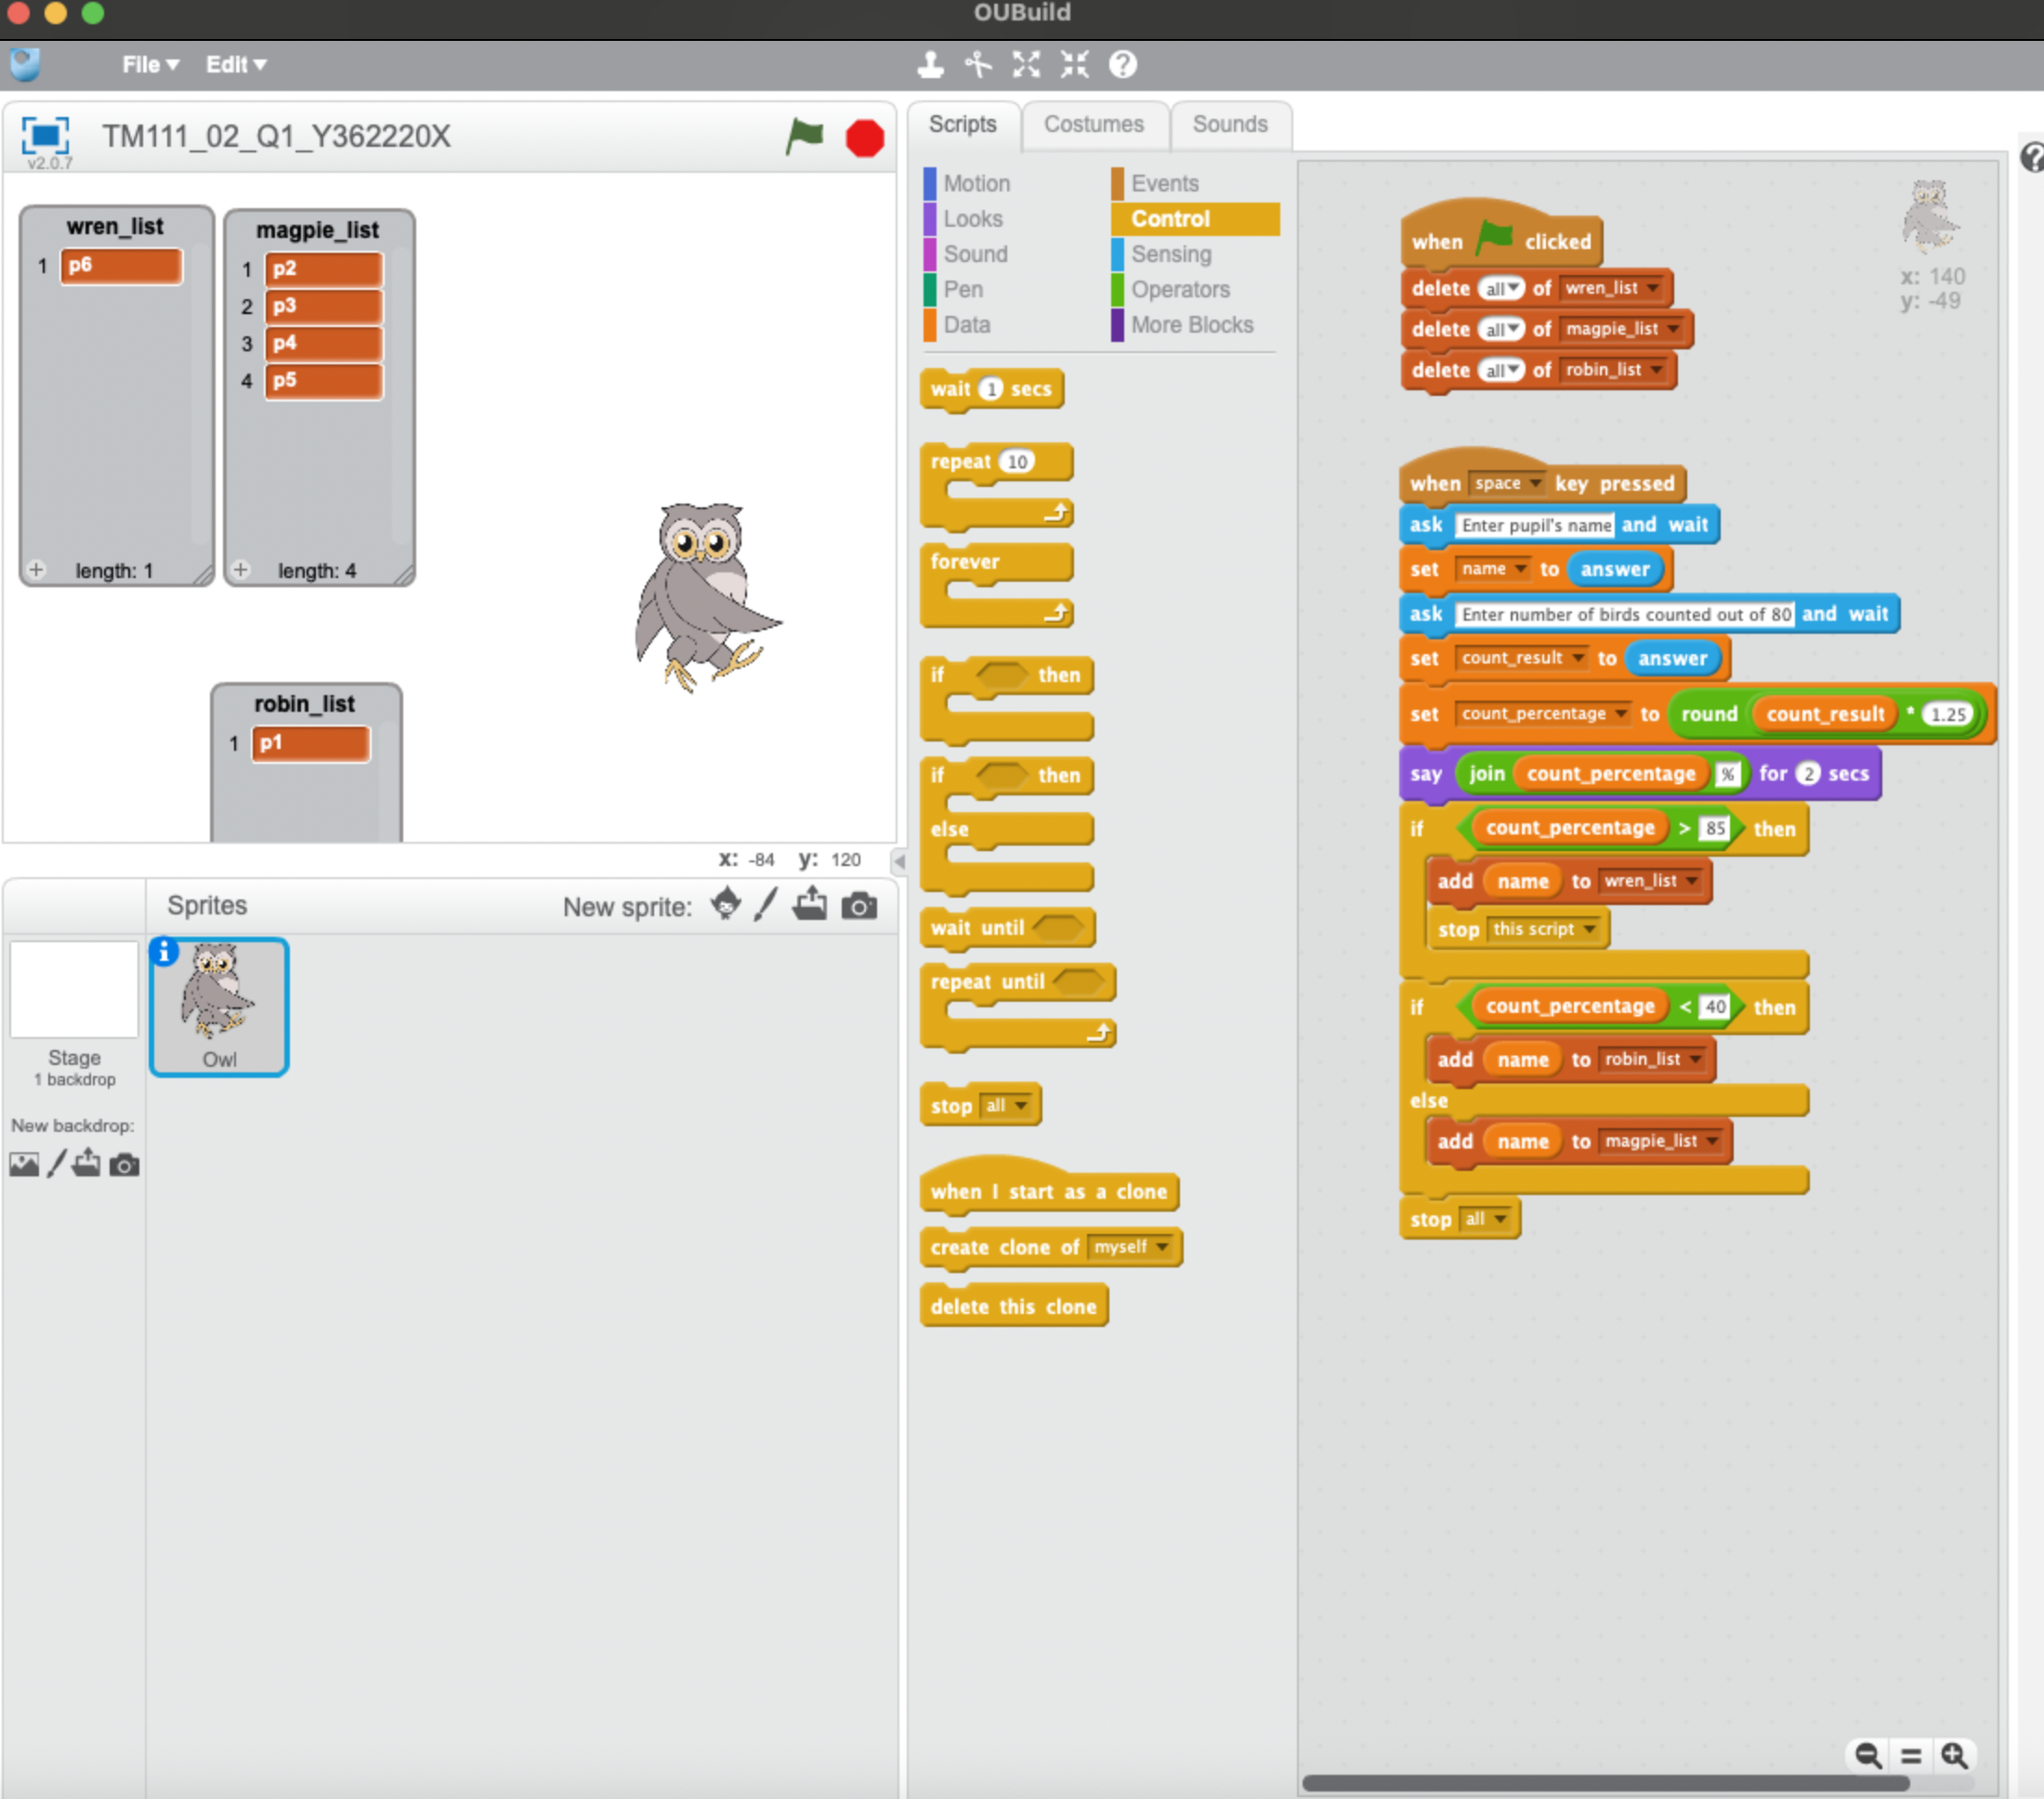 OUBuild
File Edit
TM111_02_Q1_Y362220X
v2.0.7
wren_list
1 p6
length: 1
magpie_list
1 p2
2 p3
3 p4
4 p5
length: 4
robin_list
1 p1
x: -84 y: 120
Sprites
New sprite:
Stage
1 backdrop
New backdrop:
Owl
Scripts Costumes Sounds
Motion Events
Looks Control
Sound Sensing
Pen Operators
Data More Blocks
wait 1 secs
repeat 10
forever
if then
if then
else
wait until
repeat until
stop all
when I start as a clone
create clone of myself
delete this clone
x: 140
y: -49
when clicked
delete all of wren_list
delete all of magpie_list
delete all of robin_list
when space key pressed
ask Enter pupil's name and wait
set name to answer
ask Enter number of birds counted out of 80 and wait
set count_result to answer
set count_percentage to round count_result * 1.25
say join count_percentage % for 2 secs
if count_percentage > 85 then
add name to wren_list
stop this script
if count_percentage < 40 then
add name to robin_list
else
add name to magpie_list
stop all